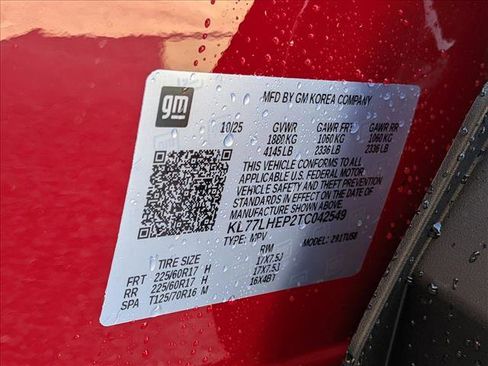 gm
MFD BY GM KOREA COMPANY
10/25 GVWR GAWR FRT GAWR RR
1880 KG 1060 KG 1060 KG
4145 LB 2336 LB 2336 LB
THIS VEHICLE CONFORMS TO ALL
APPLICABLE U.S. FEDERAL MOTOR
VEHICLE SAFETY AND THEFT PREVENTION
STANDARDS IN EFFECT ON THE DATE OF
MANUFACTURE SHOWN ABOVE.
KL77LHEP2TC042549
TYPE: MPV MODEL:
TIRE SIZE RIM
FRT 225/60R17 H 17X7.5J
RR 225/60R17 H 17X7.5J
SPA T125/70R16 M 16X4BT